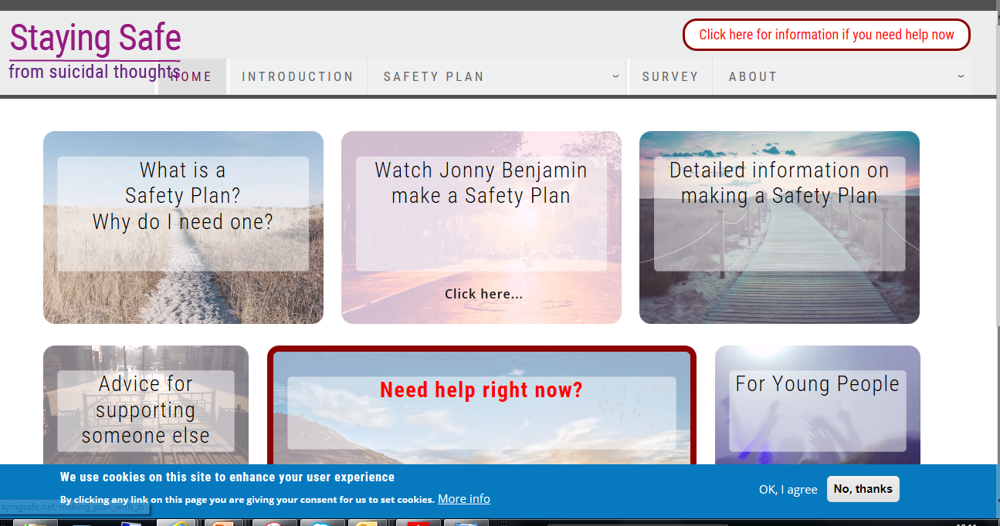 Staying Safe
from suicidal thoughts
Click here for information if you need help now
HOME
INTRODUCTION
SAFETY PLAN
SURVEY
ABOUT
What is a
Safety Plan?
Why do I need one?
Watch Jonny Benjamin
make a Safety Plan
Click here...
Detailed information on
making a Safety Plan
Advice for
supporting
someone else
Need help right now?
For Young People
We use cookies on this site to enhance your user experience
By clicking any link on this page you are giving your consent for us to set cookies. More info
OK, I agree
No, thanks
ayingsafe.net/making_plan_with_jb